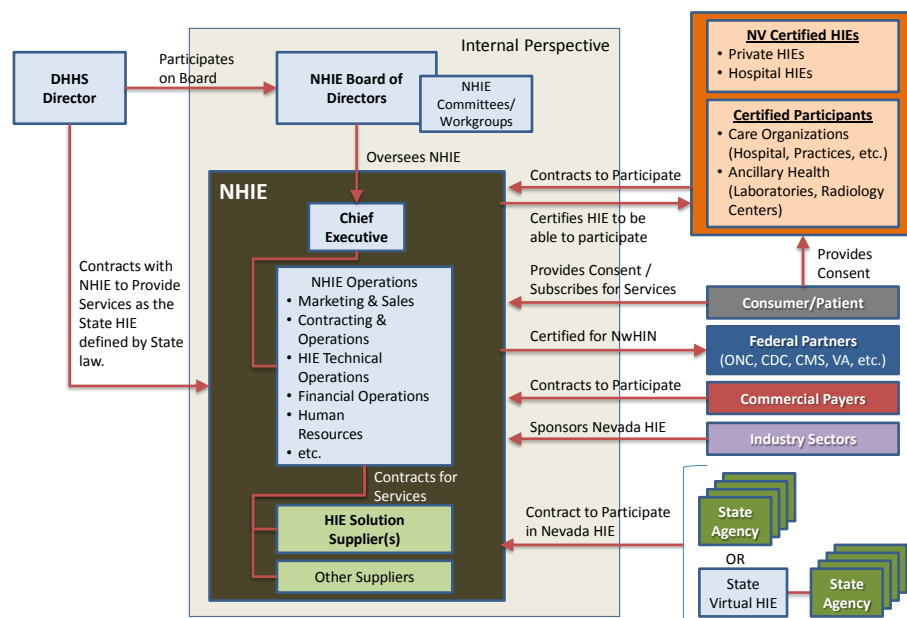 Internal Perspective
DHHS
Director
Participates
on Board
NHIE Board of
Directors
NHIE
Committees/
Workgroups
Oversees NHIE
NV Certified HIEs
• Private HIEs
• Hospital HIEs
Certified Participants
• Care Organizations
(Hospital, Practices, etc.)
• Ancillary Health
(Laboratories, Radiology
Centers)
NHIE
Chief
Executive
Contracts to Participate
Certifies HIE to be
able to participate
Provides
Consent
Contracts with
NHIE to Provide
Services as the
State HIE
defined by State
law.
NHIE Operations
• Marketing & Sales
• Contracting &
Operations
• HIE Technical
Operations
• Financial Operations
• Human
Resources
• etc.
Provides Consent /
Subscribes for Services
Consumer/Patient
Certified for NwHIN
Federal Partners
(ONC, CDC, CMS, VA, etc.)
Contracts to Participate
Commercial Payers
Sponsors Nevada HIE
Industry Sectors
Contracts for
Services
HIE Solution
Supplier(s)
Other Suppliers
Contract to Participate
in Nevada HIE
State
Agency
OR
State
Virtual HIE
State
Agency